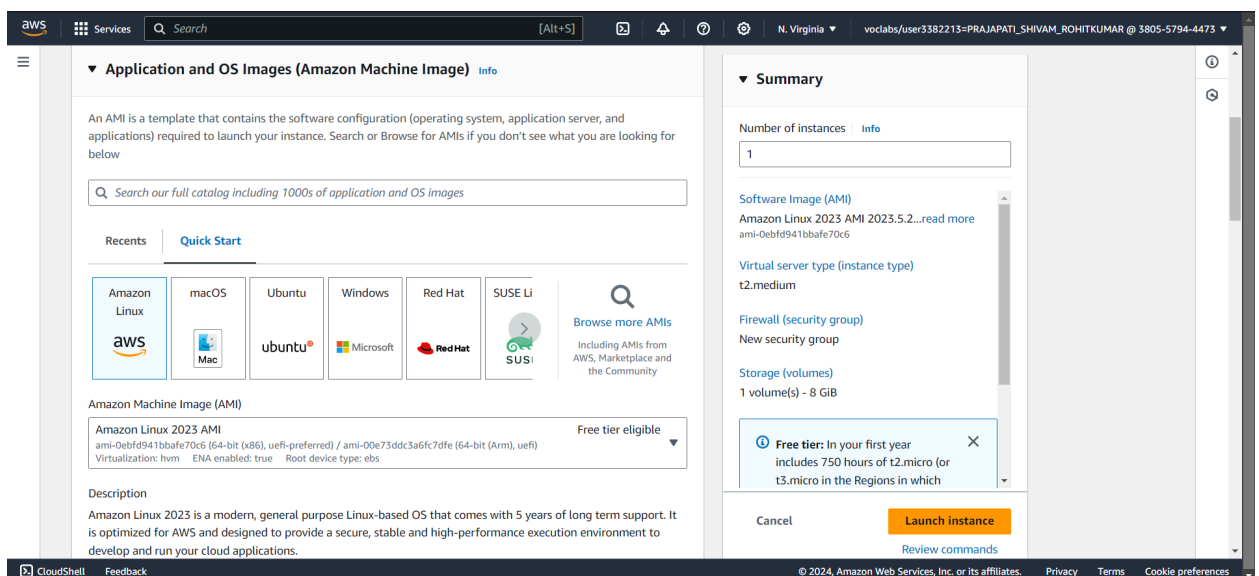 aws
Services
Search
[Alt+S]
N. Virginia
voclabs/user3382213=PRAJAPATI_SHIVAM_ROHITKUMAR @ 3805-5794-4473
Application and OS Images (Amazon Machine Image) Info
An AMI is a template that contains the software configuration (operating system, application server, and
applications) required to launch your instance. Search or Browse for AMIs if you don't see what you are looking for
below
Search our full catalog including 1000s of application and OS images
Recents
Quick Start
Amazon
Linux
aws
macOS
Mac
Ubuntu
ubuntu
Windows
Microsoft
Red Hat
Red Hat
SUSE Li
SUSI
Browse more AMIs
Including AMIs from
AWS, Marketplace and
the Community
Amazon Machine Image (AMI)
Amazon Linux 2023 AMI
Free tier eligible
ami-0ebfd941bbafe70c6 (64-bit (x86), uefi-preferred) / ami-00e73ddc3a6fc7dfe (64-bit (Arm), uefi)
Virtualization: hvm ENA enabled: true Root device type: ebs
Description
Amazon Linux 2023 is a modern, general purpose Linux-based OS that comes with 5 years of long term support. It
is optimized for AWS and designed to provide a secure, stable and high-performance execution environment to
develop and run your cloud applications.
Summary
Number of instances Info
1
Software Image (AMI)
Amazon Linux 2023 AMI 2023.5.2...read more
ami-0ebfd941bbafe70c6
Virtual server type (instance type)
t2.medium
Firewall (security group)
New security group
Storage (volumes)
1 volume(s) - 8 GiB
Free tier: In your first year
includes 750 hours of t2.micro (or
t3.micro in the Regions in which
Cancel
Launch instance
Review commands
CloudShell
Feedback
© 2024, Amazon Web Services, Inc. or its affiliates.
Privacy
Terms
Cookie preferences